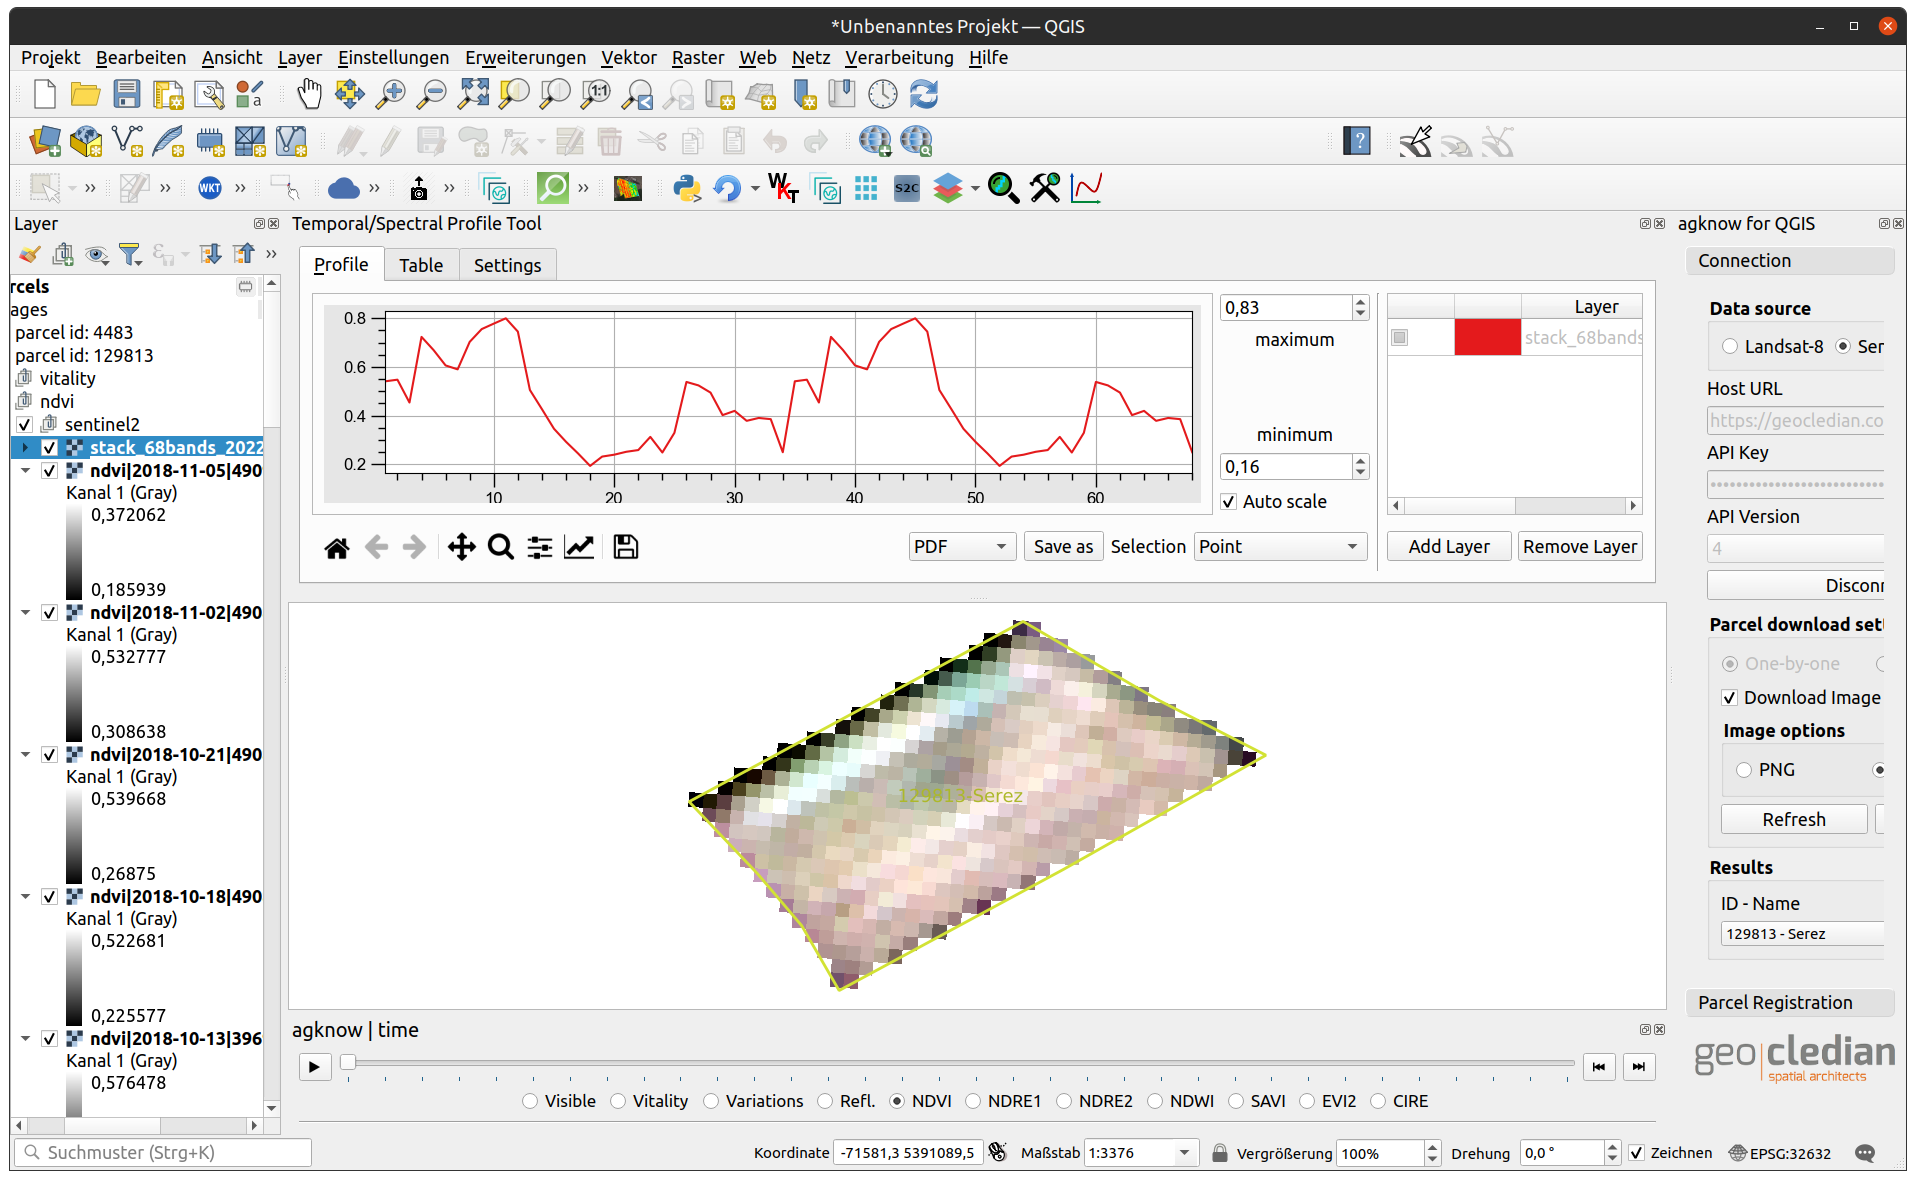 *Unbenanntes Projekt — QGIS
Projekt Bearbeiten Ansicht Layer Einstellungen Erweiterungen Vektor Raster Web Netz Verarbeitung Hilfe
a
1:1
?
WKT
WKT
S2C
Layer
Temporal/Spectral Profile Tool
agknow for QGIS
Profile Table Settings
Connection
rcels
ages
parcel id: 4483
parcel id: 129813
vitality
ndvi
sentinel2
stack_68bands_2022
ndvi|2018-11-05|490
Kanal 1 (Gray)
0,372062
0,185939
ndvi|2018-11-02|490
Kanal 1 (Gray)
0,532777
0,308638
ndvi|2018-10-21|490
Kanal 1 (Gray)
0,539668
0,26875
ndvi|2018-10-18|490
Kanal 1 (Gray)
0,522681
0,225577
ndvi|2018-10-13|396
Kanal 1 (Gray)
0,576478
0.8
0.6
0.4
0.2
10 20 30 40 50 60
0,83
maximum
minimum
0,16
Auto scale
Layer
stack_68bands
PDF Save as Selection Point Add Layer Remove Layer
129813 Serez
Data source
Landsat-8 Ser
Host URL
https://geocledian.co
API Key
API Version
4
Disconn
Parcel download set
One-by-one
Download Image
Image options
PNG
Refresh
Results
ID - Name
129813 - Serez
Parcel Registration
geo cledian
spatial architects
agknow | time
Visible Vitality Variations Refl. NDVI NDRE1 NDRE2 NDWI SAVI EVI2 CIRE
Suchmuster (Strg+K)
Koordinate -71581,3 5391089,5 Maßstab 1:3376 Vergrößerung 100% Drehung 0,0 ° Zeichnen EPSG:32632